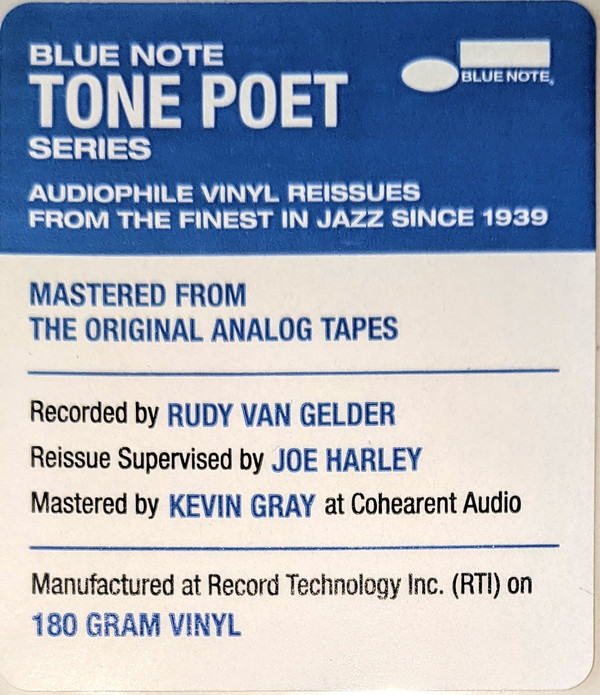 BLUE NOTE
TONE POET
SERIES
BLUE NOTE®
AUDIOPHILE VINYL REISSUES
FROM THE FINEST IN JAZZ SINCE 1939
MASTERED FROM
THE ORIGINAL ANALOG TAPES
Recorded by RUDY VAN GELDER
Reissue Supervised by JOE HARLEY
Mastered by KEVIN GRAY at Cohearent Audio
Manufactured at Record Technology Inc. (RTI) on
180 GRAM VINYL